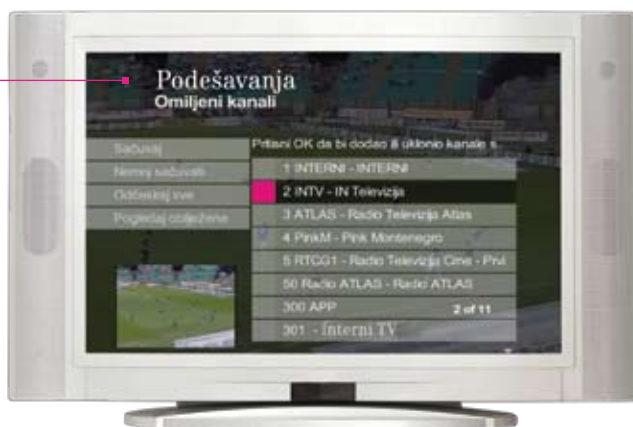 Podešavanja
Omiljeni kanali
Sačuvaj
Nemoj sačuvati
Odčekiraj sve
Pogledaj obilježene
Pritisni OK da bi dodao ili uklonio kanale s...
1 INTERNI - INTERNI
2 INTV - IN Televizija
3 ATLAS - Radio Televizija Atlas
4 PinkM - Pink Montenegro
5 RTCG1 - Radio Televizija Crne - Prvi
50 Radio ATLAS - Radio ATLAS
300 APP
2 of 11
301 - Interni TV